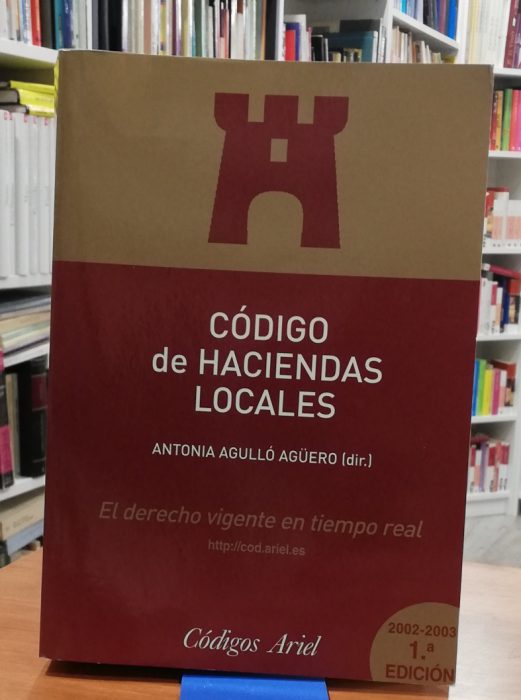 CÓDIGO
de HACIENDAS
LOCALES
ANTONIA AGULLÓ AGÜERO (dir.)
El derecho vigente en tiempo real
http://cod.ariel.es
Códigos Ariel
2002-2003
1.ª
EDICIÓN